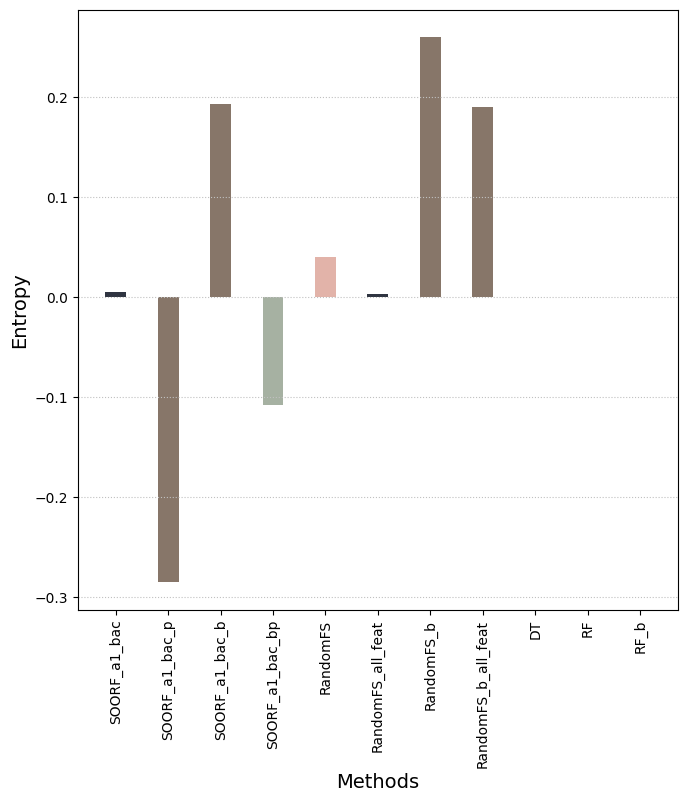 Entropy
0.2
0.1
0.0
−0.1
−0.2
−0.3
SOORF_a1_bac
SOORF_a1_bac_p
SOORF_a1_bac_b
SOORF_a1_bac_bp
RandomFS
RandomFS_all_feat
RandomFS_b
RandomFS_b_all_feat
DT
RF
RF_b
Methods